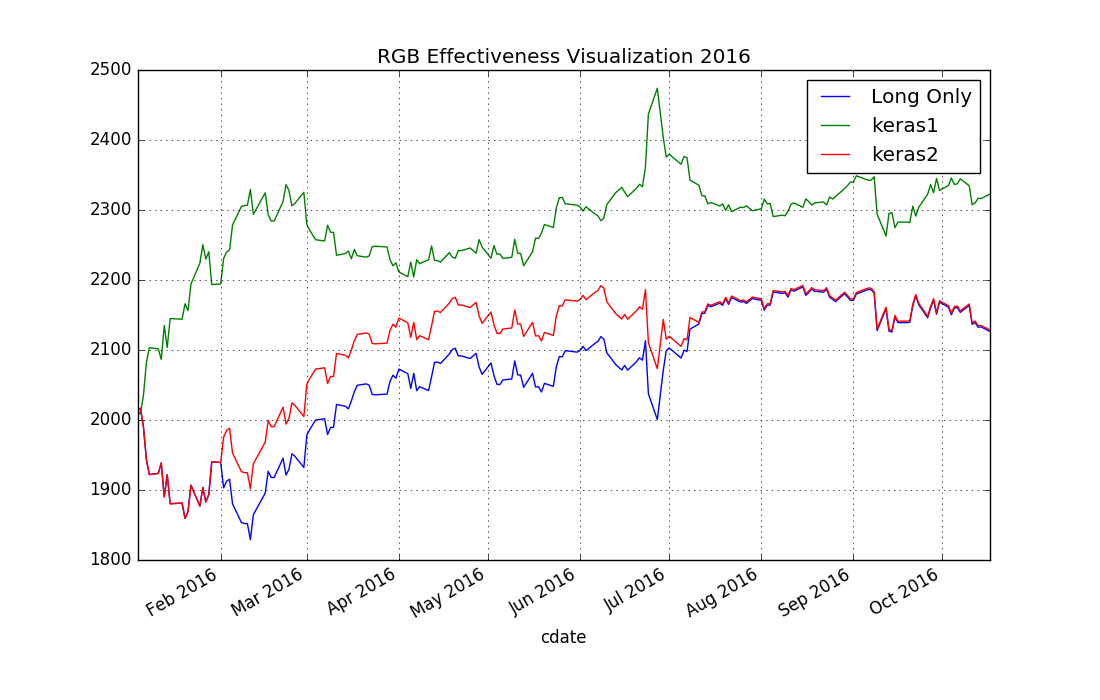 RGB Effectiveness Visualization 2016
2500
2400
2300
2200
2100
2000
1900
1800
Long Only
keras1
keras2
Feb 2016
Mar 2016
Apr 2016
May 2016
Jun 2016
Jul 2016
Aug 2016
Sep 2016
Oct 2016
cdate